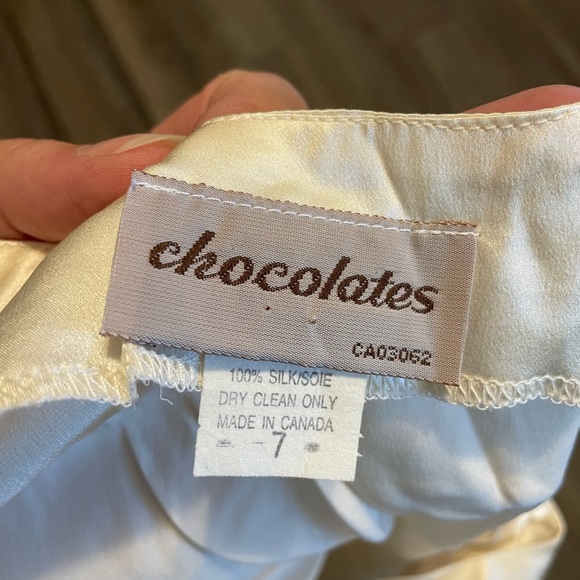 chocolates
CA03062
100% SILK/SOIE
DRY CLEAN ONLY
MADE IN CANADA
- -7 -